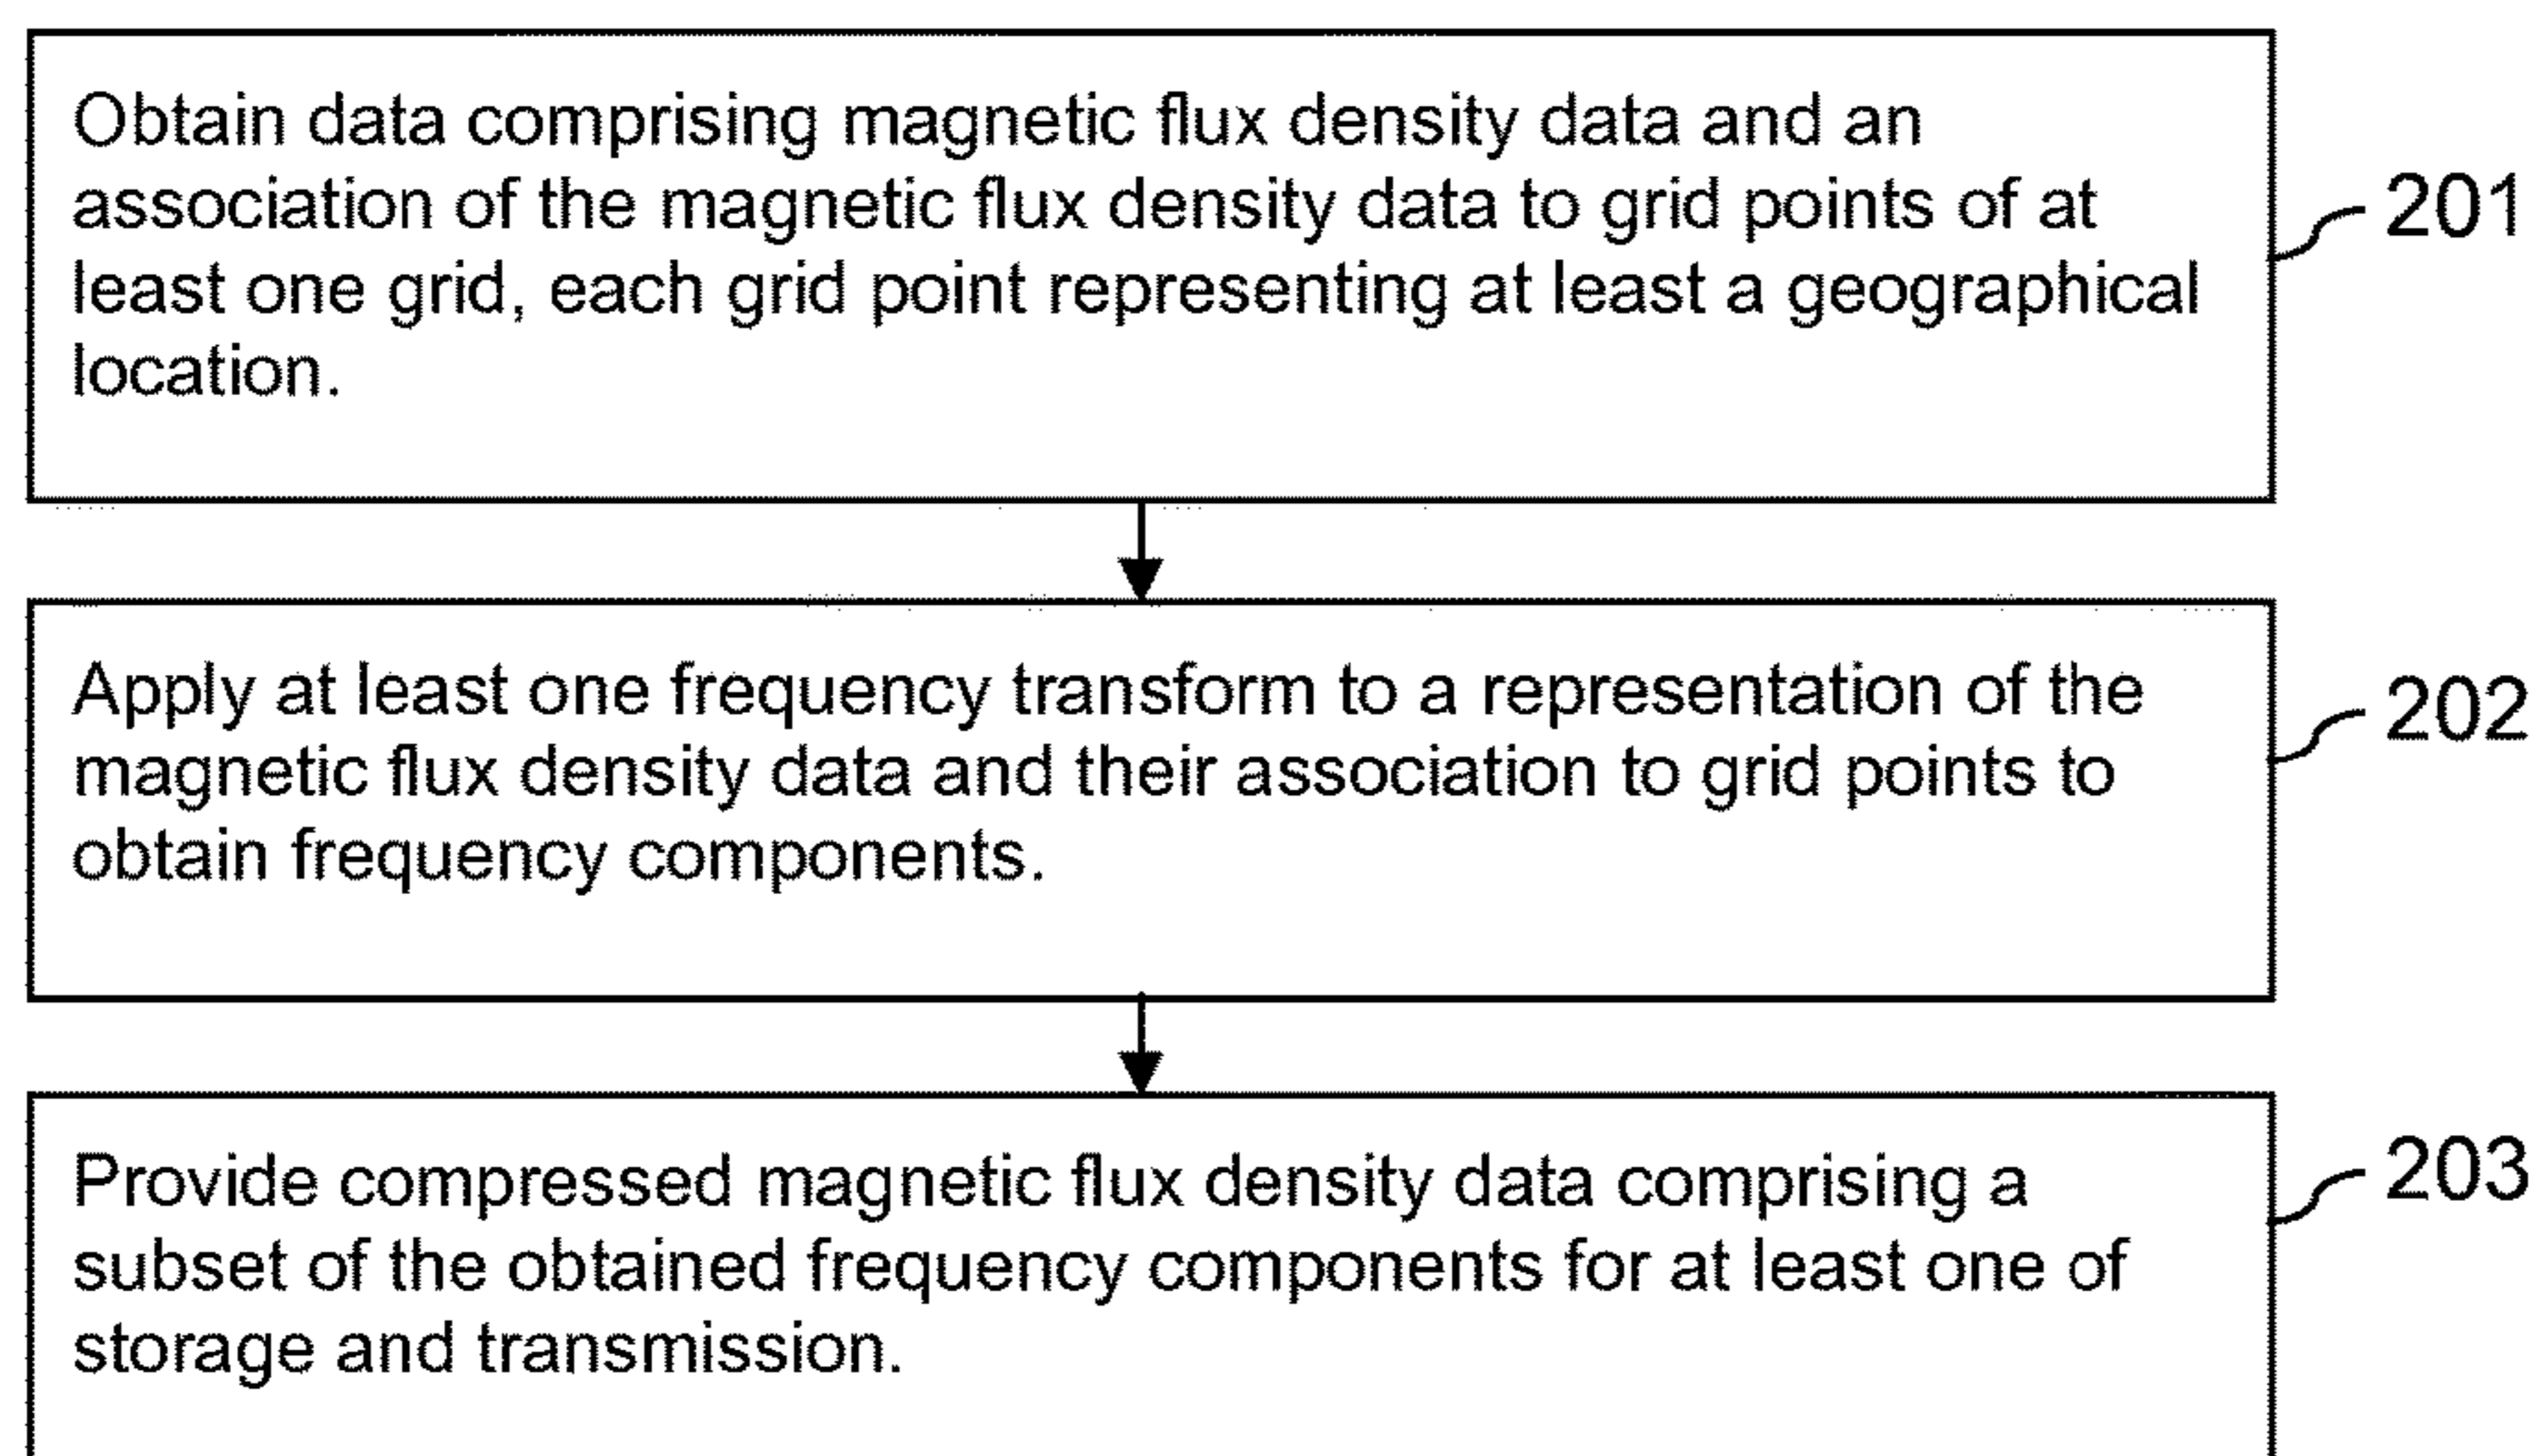 Obtain data comprising magnetic flux density data and an
association of the magnetic flux density data to grid points of at
least one grid, each grid point representing at least a geographical
location.
201
Apply at least one frequency transform to a representation of the
magnetic flux density data and their association to grid points to
obtain frequency components.
202
Provide compressed magnetic flux density data comprising a
subset of the obtained frequency components for at least one of
storage and transmission.
203